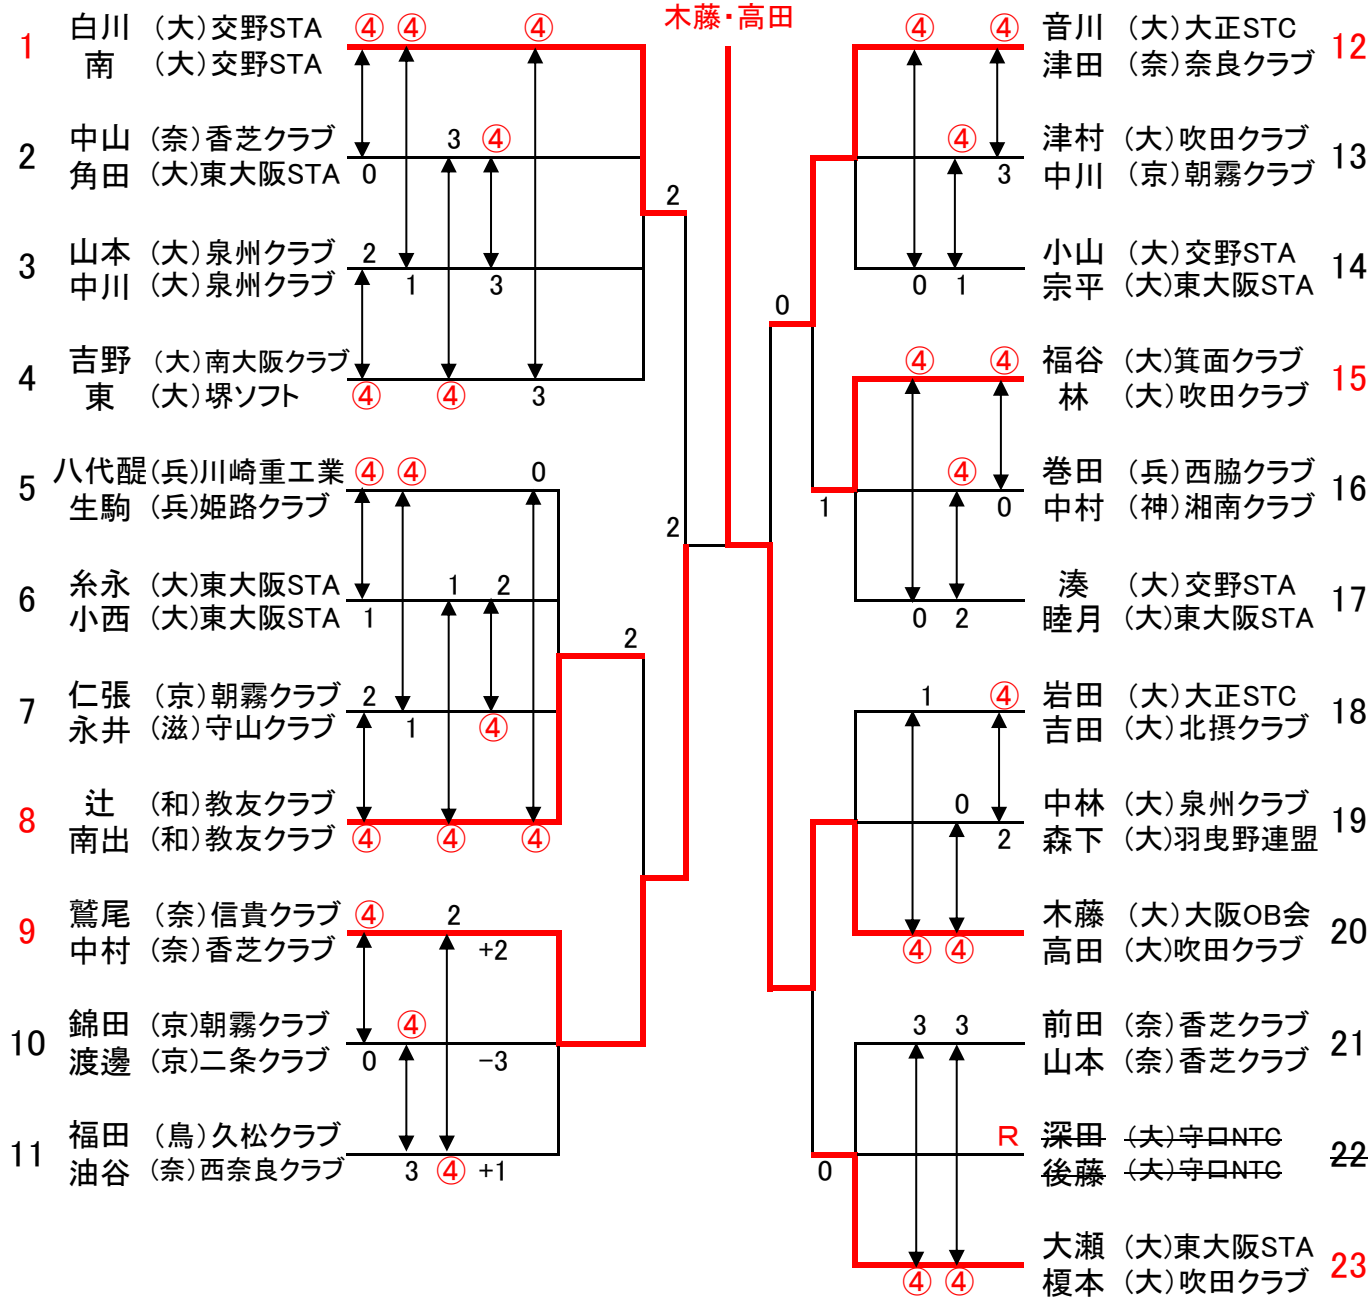 木藤・高田
1
白川 (大)交野STA ④ ④ ④
南 (大)交野STA
2
中山 (奈)香芝クラブ 3 ④
角田 (大)東大阪STA 0
3
山本 (大)泉州クラブ 2
中川 (大)泉州クラブ 1 3
4
吉野 (大)南大阪クラブ
東 (大)堺ソフト ④ ④ 3
2
5
八代醍(兵)川崎重工業 ④ ④ 0
生駒 (兵)姫路クラブ
6
糸永 (大)東大阪STA 1 2
小西 (大)東大阪STA 1
7
仁張 (京)朝霧クラブ 2
永井 (滋)守山クラブ 1 ④
8
辻 (和)教友クラブ
南出 (和)教友クラブ ④ ④ ④
2
2
9
鷲尾 (奈)信貴クラブ ④ 2
中村 (奈)香芝クラブ +2
10
錦田 (京)朝霧クラブ ④
渡邊 (京)二条クラブ 0 −3
11
福田 (鳥)久松クラブ
油谷 (奈)西奈良クラブ 3 ④ +1
④ ④ 音川 (大)大正STC
津田 (奈)奈良クラブ
12
④ 津村 (大)吹田クラブ
3 中川 (京)朝霧クラブ
13
小山 (大)交野STA
0 1 宗平 (大)東大阪STA
14
0
④ ④ 福谷 (大)箕面クラブ
林 (大)吹田クラブ
15
④ 巻田 (兵)西脇クラブ
1 0 中村 (神)湘南クラブ
16
湊 (大)交野STA
0 2 睦月 (大)東大阪STA
17
1 ④ 岩田 (大)大正STC
吉田 (大)北摂クラブ
18
0 中林 (大)泉州クラブ
2 森下 (大)羽曳野連盟
19
木藤 (大)大阪OB会
④ ④ 高田 (大)吹田クラブ
20
3 3 前田 (奈)香芝クラブ
山本 (奈)香芝クラブ
21
R 深田 (大)守口NTC
0 後藤 (大)守口NTC
22
大瀬 (大)東大阪STA
④ ④ 榎本 (大)吹田クラブ
23